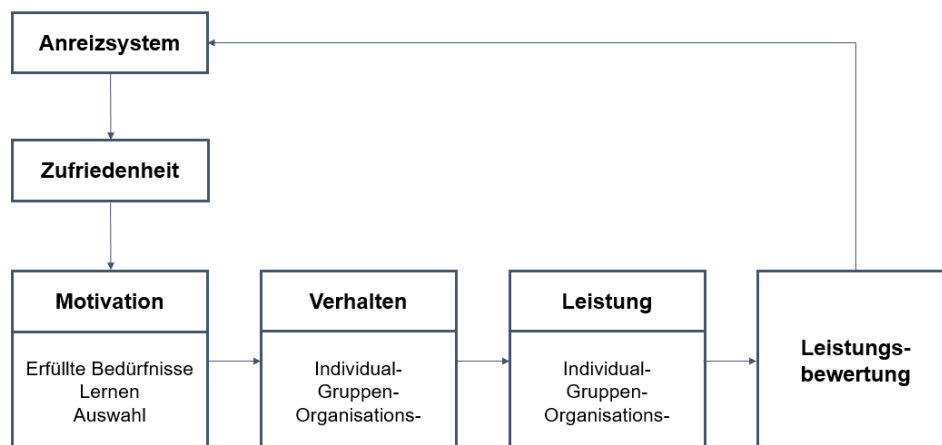 Anreizsystem
Zufriedenheit
Motivation
Erfüllte Bedürfnisse
Lernen
Auswahl
Verhalten
Individual-
Gruppen-
Organisations-
Leistung
Individual-
Gruppen-
Organisations-
Leistungs-
bewertung